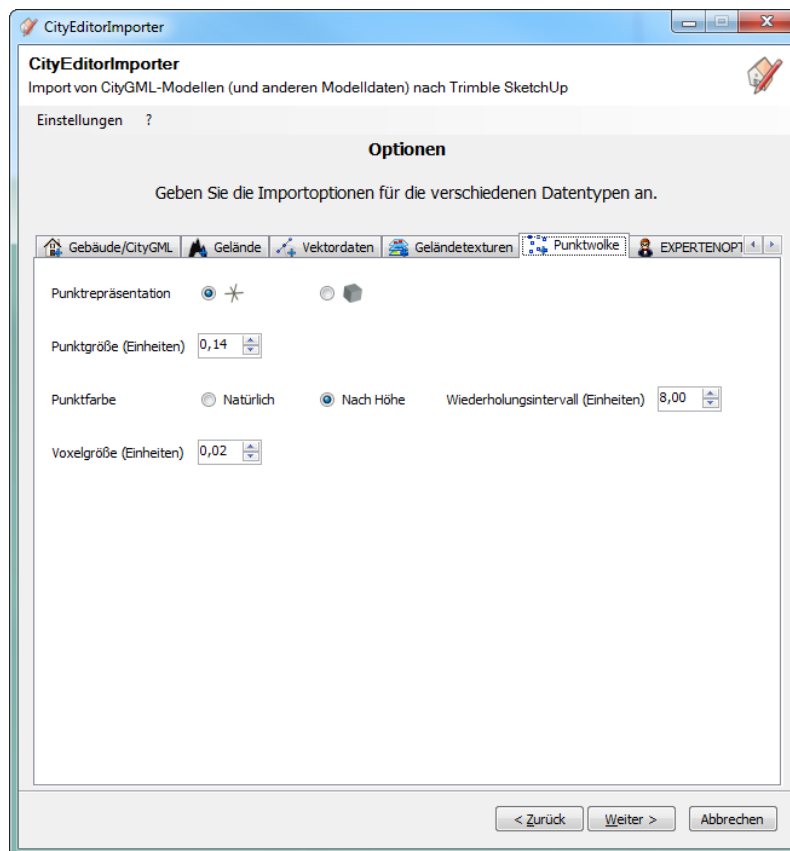 CityEditorImporter
CityEditorImporter
Import von CityGML-Modellen (und anderen Modelldaten) nach Trimble SketchUp
Einstellungen ?
Optionen
Geben Sie die Importoptionen für die verschiedenen Datentypen an.
Gebäude/CityGML Gelände Vektordaten Geländetexturen Punktwolke EXPERTENOPT
Punktrepräsentation
Punktgröße (Einheiten) 0,14
Punktfarbe Natürlich Nach Höhe Wiederholungsintervall (Einheiten) 8,00
Voxelgröße (Einheiten) 0,02
< Zurück Weiter > Abbrechen